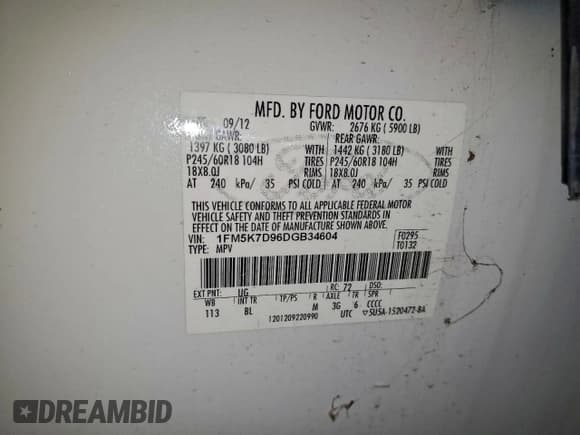 MFD. BY FORD MOTOR CO.
09/12 GVWR: 2676 KG ( 5900 LB)
GAWR: REAR GAWR:
1397 KG ( 3080 LB) WITH 1442 KG ( 3180 LB) WITH
P245/60R18 104H TIRES P245/60R18 104H TIRES
18X8.0J RIMS 18X8.0J RIMS
AT 240 kPa/ 35 PSI COLD AT 240 kPa/ 35 PSI COLD
THIS VEHICLE CONFORMS TO ALL APPLICABLE FEDERAL MOTOR
VEHICLE SAFETY AND THEFT PREVENTION STANDARDS IN
EFFECT ON THE DATE OF MANUFACTURE SHOWN ABOVE.
VIN: 1FM5K7D96DGB34604 F0295
TYPE: MPV T0132
EXT PNT: UG RC: 72 DSO:
WB INT TR TP/PS R AXLE TR SPR
113 BL M 3G 6 CCCC
1201209220990 UTC 5U5A-1520472-BA
DREAMBID